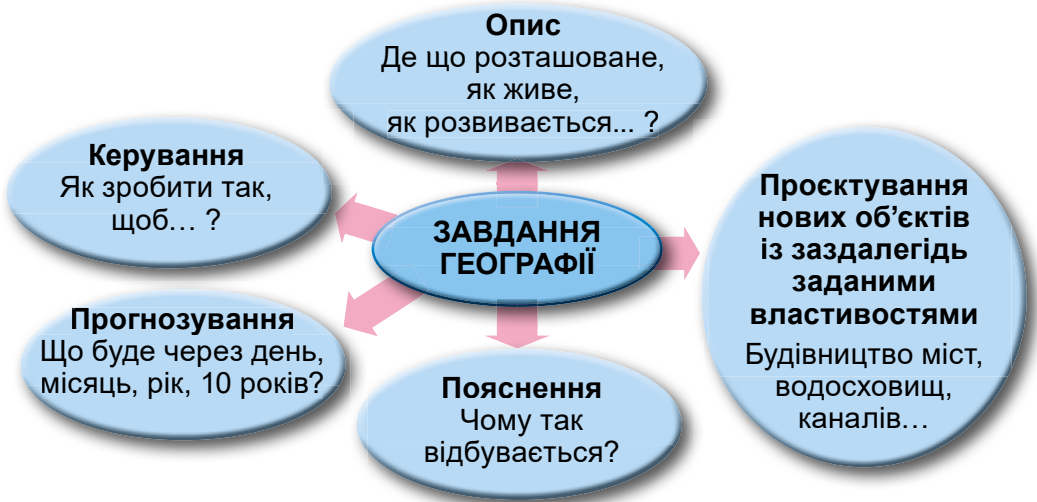 Опис
Де що розташоване,
як живе,
як розвивається... ?
Керування
Як зробити так,
щоб… ?
ЗАВДАННЯ
ГЕОГРАФІЇ
Проєктування
нових об’єктів
із заздалегідь
заданими
властивостями
Будівництво міст,
водосховищ,
каналів…
Прогнозування
Що буде через день,
місяць, рік, 10 років?
Пояснення
Чому так
відбувається?